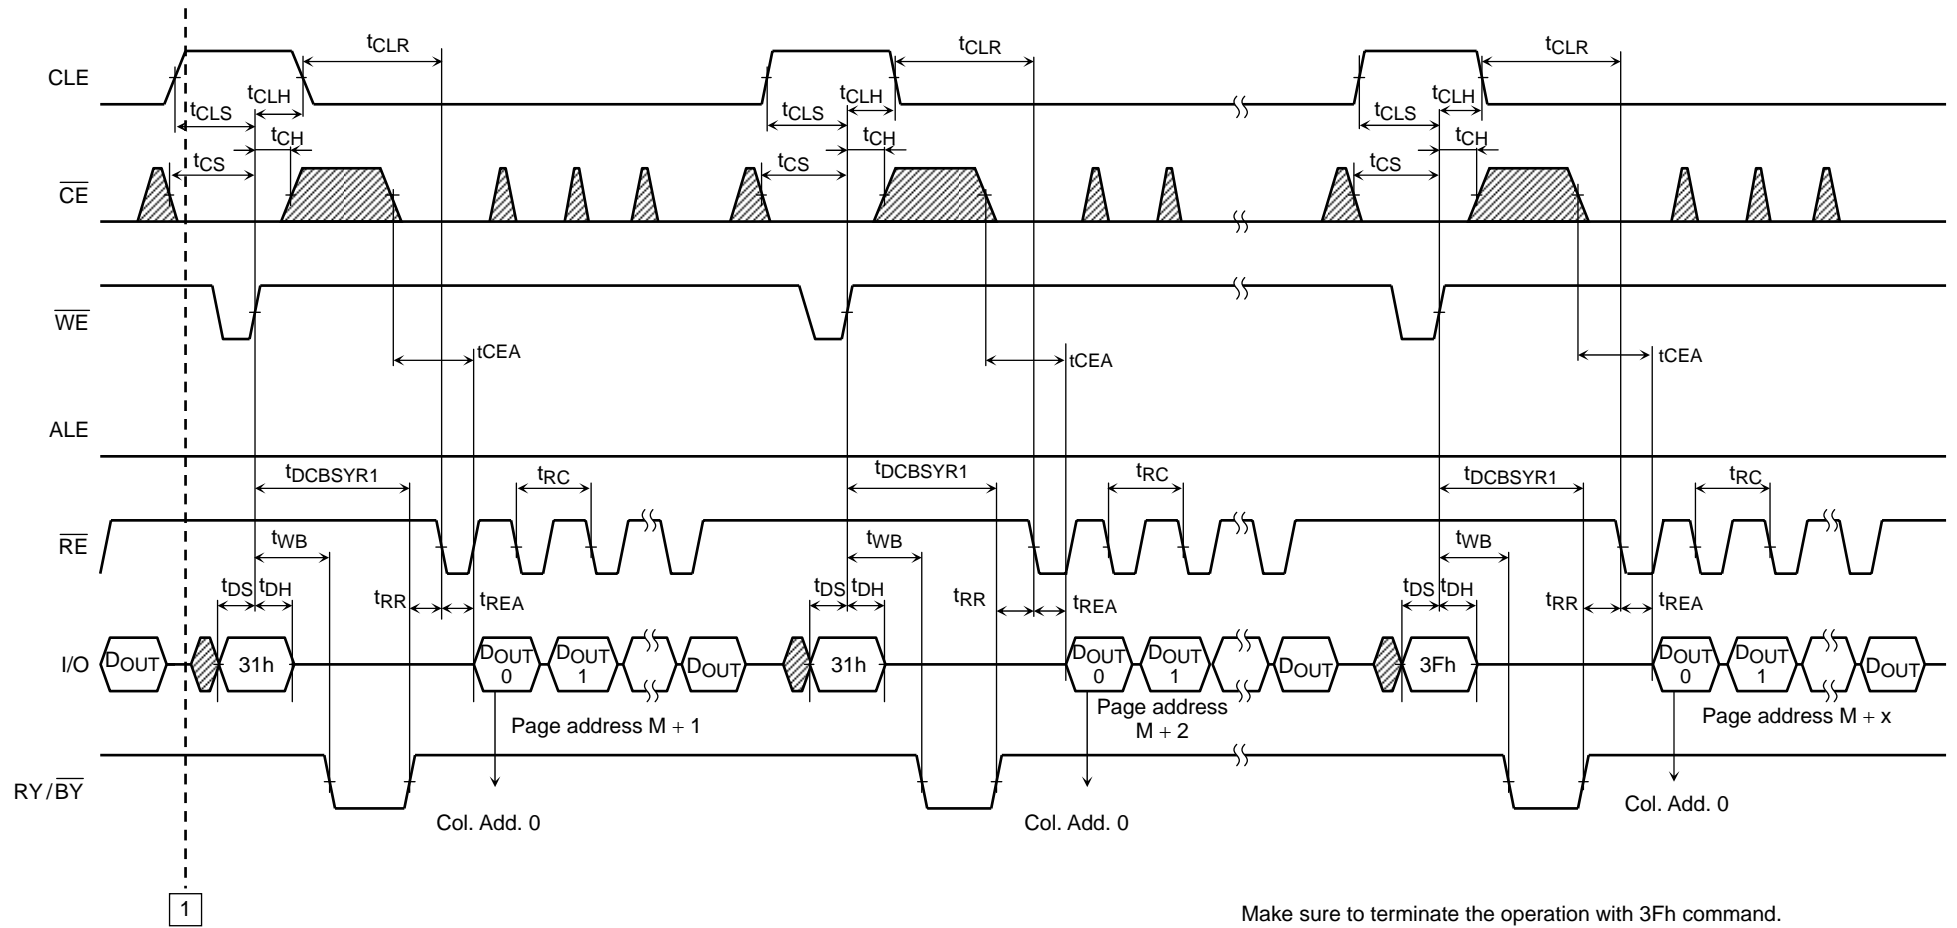 CLE
tCLR
tCLR
tCLR
tCLH
tCLH
tCLH
tCLS
tCLS
tCLS
tCH
tCH
tCH
tCS
tCS
tCS
CE
WE
tCEA
tCEA
tCEA
ALE
tDCBSYR1
tRC
tDCBSYR1
tRC
tDCBSYR1
tRC
RE
tWB
tWB
tWB
tDS
tDH
tRR
tREA
tDS
tDH
tRR
tREA
tDS
tDH
tRR
tREA
I/O
DOUT
31h
DOUT
0
DOUT
1
DOUT
31h
DOUT
0
DOUT
1
DOUT
3Fh
DOUT
0
DOUT
1
DOUT
Page address M + 1
Page address
M + 2
Page address M + x
RY/BY
Col. Add. 0
Col. Add. 0
Col. Add. 0
1
Make sure to terminate the operation with 3Fh command.